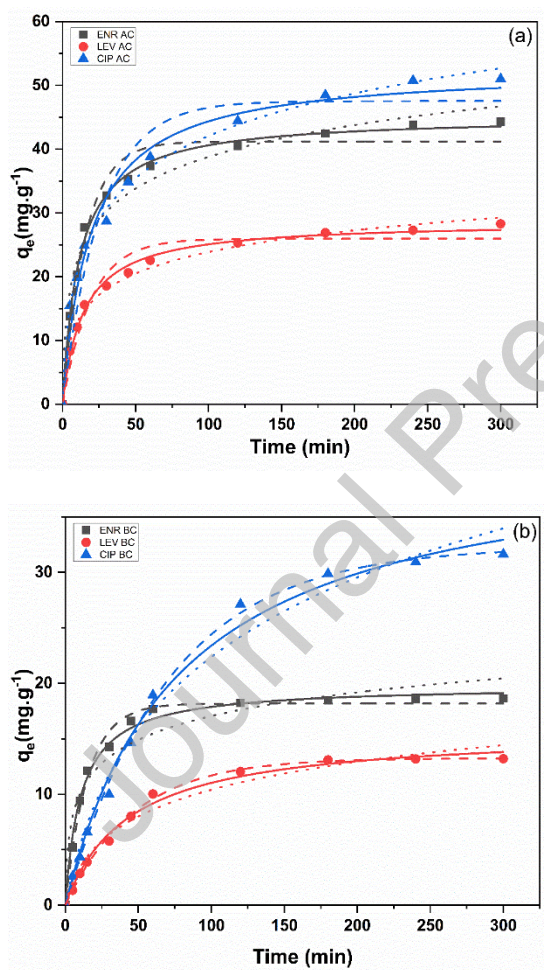 (a)
ENR AC
LEV AC
CIP AC
qe(mg.g-1)
60
50
40
30
20
10
0
0 50 100 150 200 250 300
Time (min)
Journal Pre
(b)
ENR BC
LEV BC
CIP BC
qe(mg.g-1)
30
20
10
0
0 50 100 150 200 250 300
Time (min)